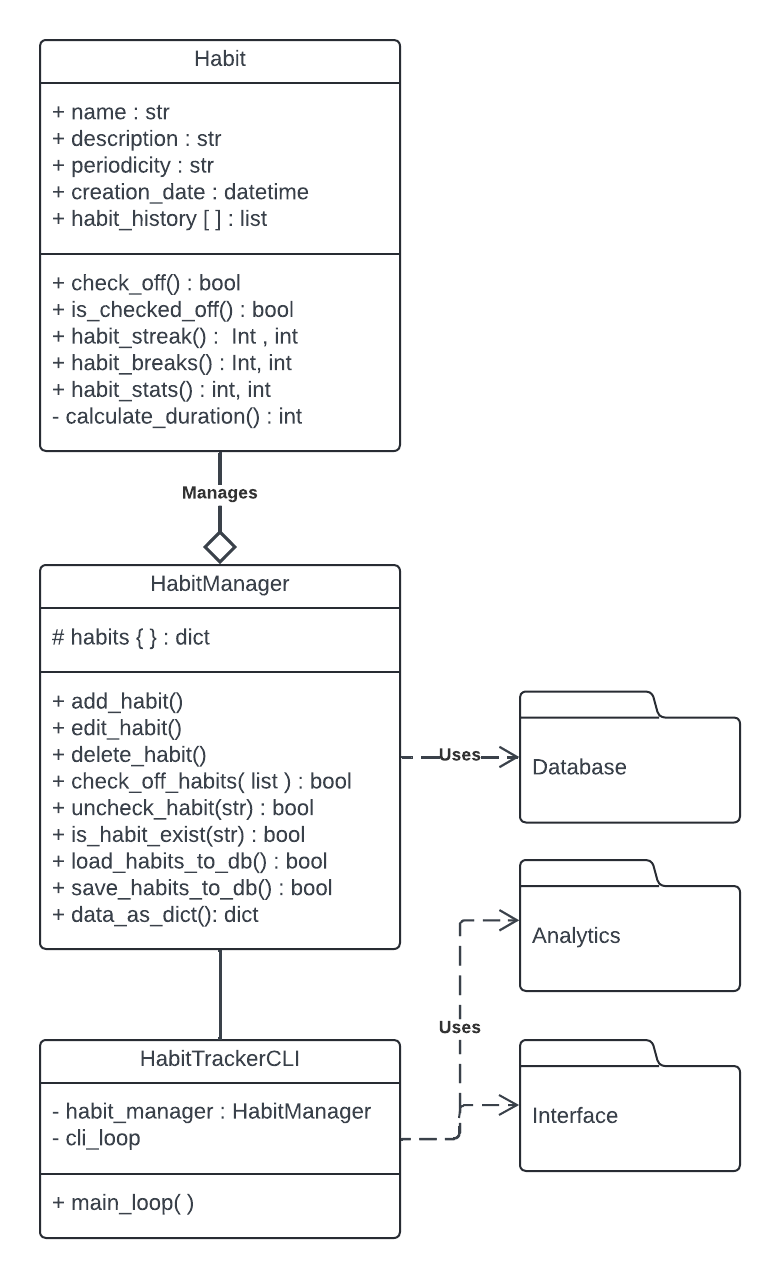 Habit
+ name : str
+ description : str
+ periodicity : str
+ creation_date : datetime
+ habit_history [ ] : list
+ check_off() : bool
+ is_checked_off() : bool
+ habit_streak() :  Int , int
+ habit_breaks() : Int, int
+ habit_stats() : int, int
- calculate_duration() : int
Manages
HabitManager
# habits { } : dict
+ add_habit()
+ edit_habit()
+ delete_habit()
+ check_off_habits( list ) : bool
+ uncheck_habit(str) : bool
+ is_habit_exist(str) : bool
+ load_habits_to_db() : bool
+ save_habits_to_db() : bool
+ data_as_dict(): dict
Uses
Database
Analytics
Uses
Interface
HabitTrackerCLI
- habit_manager : HabitManager
- cli_loop
+ main_loop( )